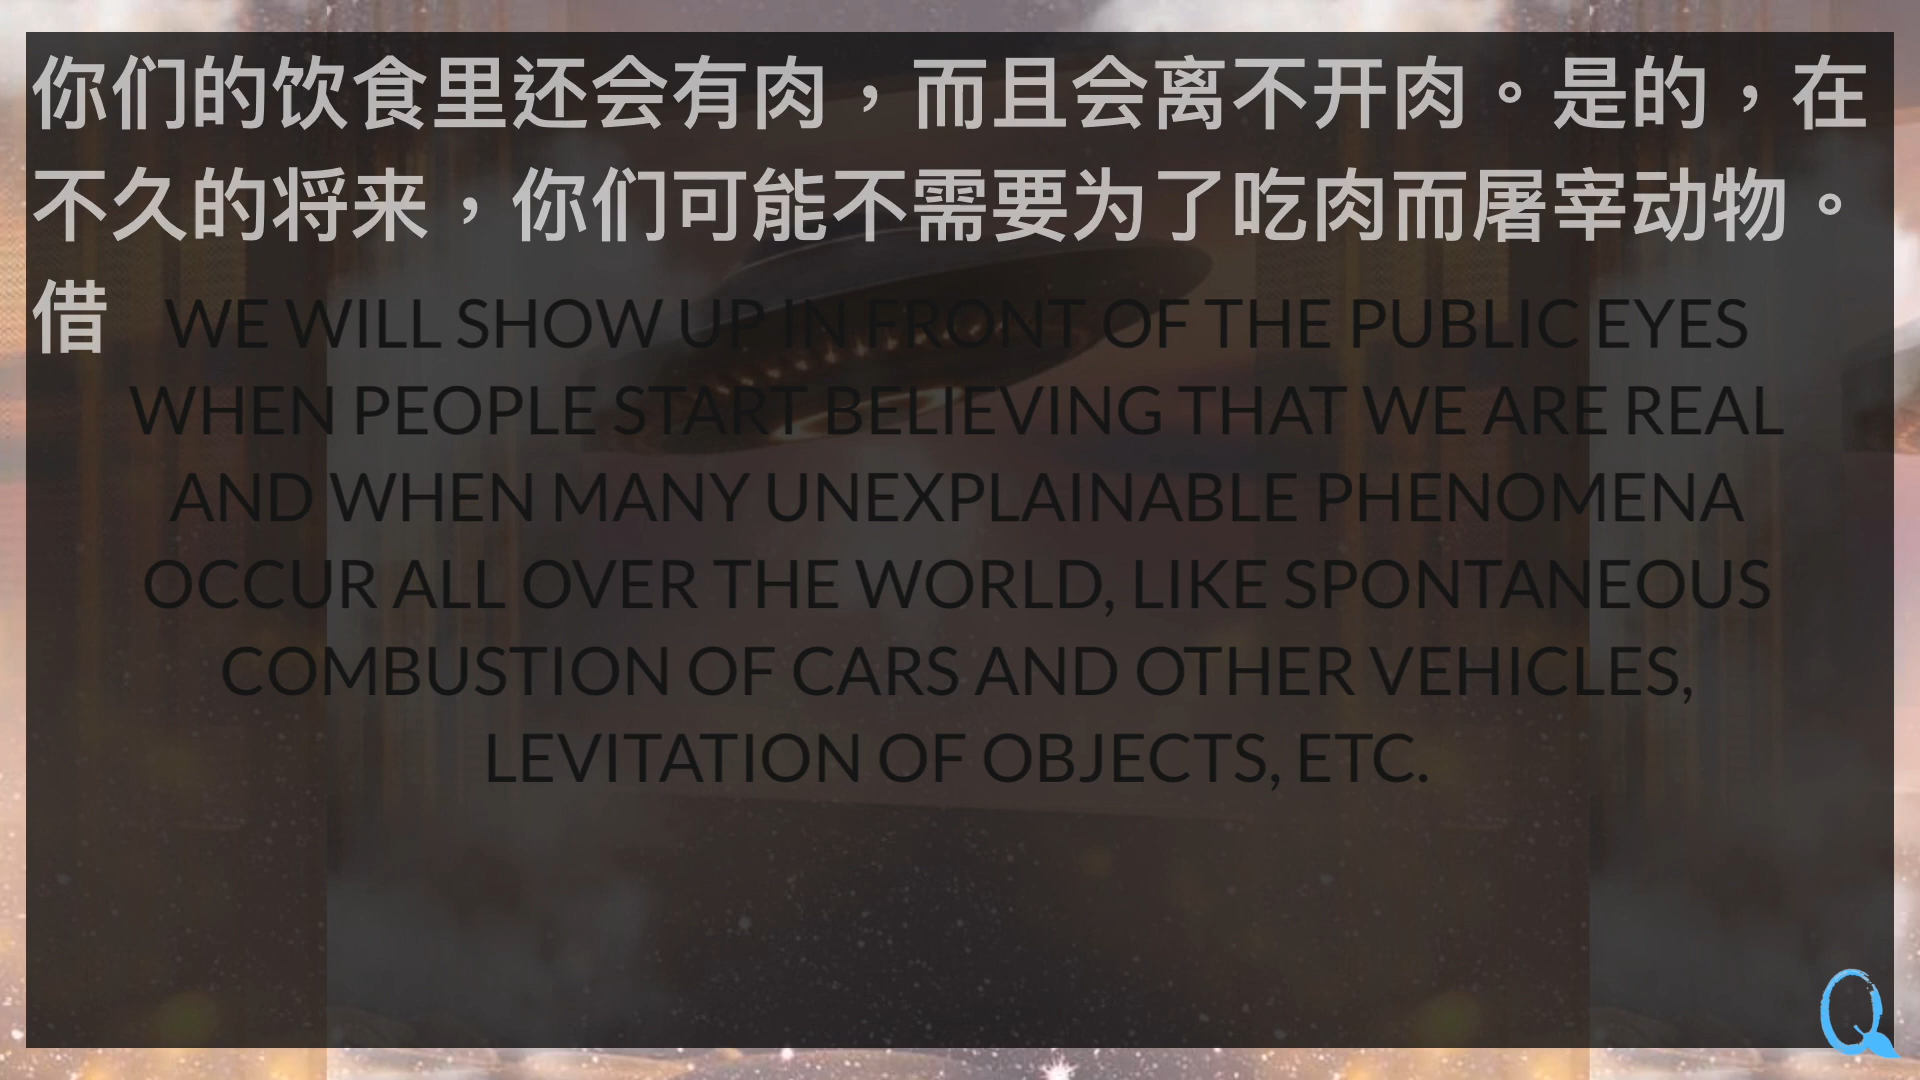 你们的饮食里还会有肉，而且会离不开肉。是的，在
不久的将来，你们可能不需要为了吃肉而屠宰动物。
借
WE WILL SHOW UP IN FRONT OF THE PUBLIC EYES
WHEN PEOPLE START BELIEVING THAT WE ARE REAL
AND WHEN MANY UNEXPLAINABLE PHENOMENA
OCCUR ALL OVER THE WORLD, LIKE SPONTANEOUS
COMBUSTION OF CARS AND OTHER VEHICLES,
LEVITATION OF OBJECTS, ETC.
Q